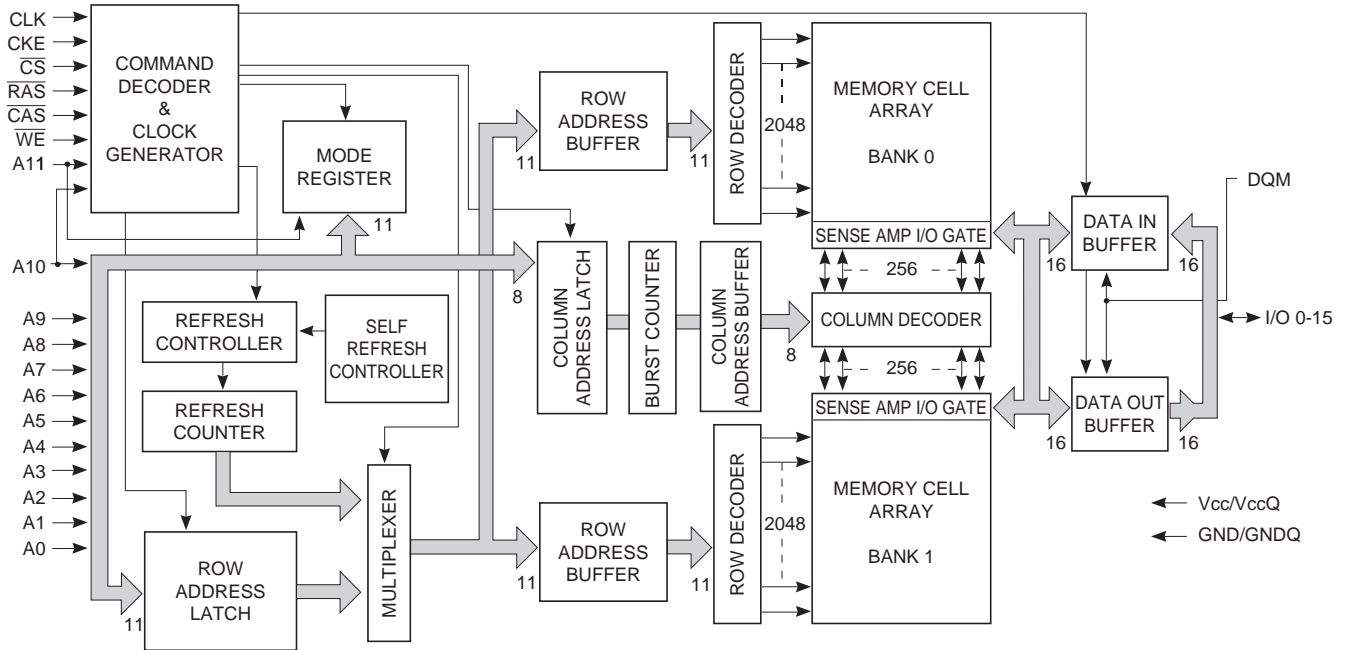 CLK
CKE
CS
RAS
CAS
WE
A11
A10
A9
A8
A7
A6
A5
A4
A3
A2
A1
A0
COMMAND
DECODER
&
CLOCK
GENERATOR
MODE
REGISTER
11
REFRESH
CONTROLLER
SELF
REFRESH
CONTROLLER
REFRESH
COUNTER
ROW
ADDRESS
LATCH
11
MULTIPLEXER
ROW
ADDRESS
BUFFER
11
11
ROW DECODER
2048
MEMORY CELL
ARRAY
BANK 0
SENSE AMP I/O GATE
256
8
COLUMN
ADDRESS LATCH
BURST COUNTER
COLUMN
ADDRESS BUFFER
8
COLUMN DECODER
256
SENSE AMP I/O GATE
ROW
ADDRESS
BUFFER
11
11
ROW DECODER
2048
MEMORY CELL
ARRAY
BANK 1
DQM
DATA IN
BUFFER
16
16
I/O 0-15
DATA OUT
BUFFER
16
16
Vcc/VccQ
GND/GNDQ